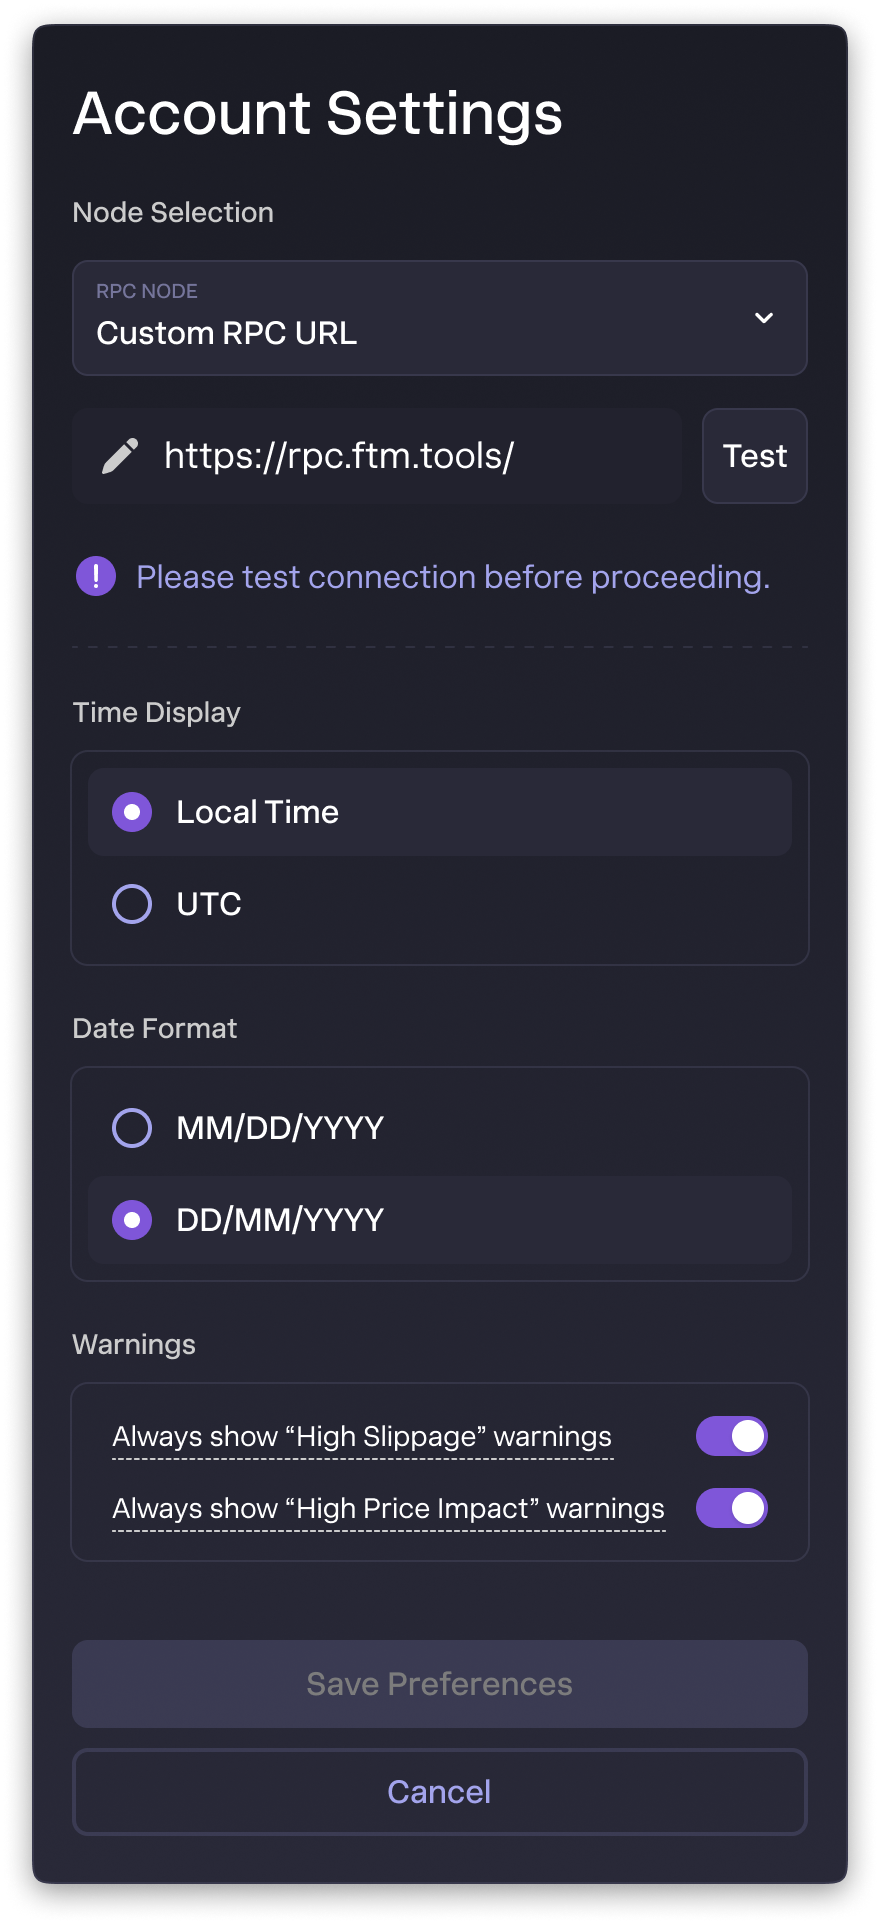 Account Settings
Node Selection
RPC NODE
Custom RPC URL
https://rpc.ftm.tools/
Test
! Please test connection before proceeding.
Time Display
Local Time
UTC
Date Format
MM/DD/YYYY
DD/MM/YYYY
Warnings
Always show “High Slippage” warnings
Always show “High Price Impact” warnings
Save Preferences
Cancel